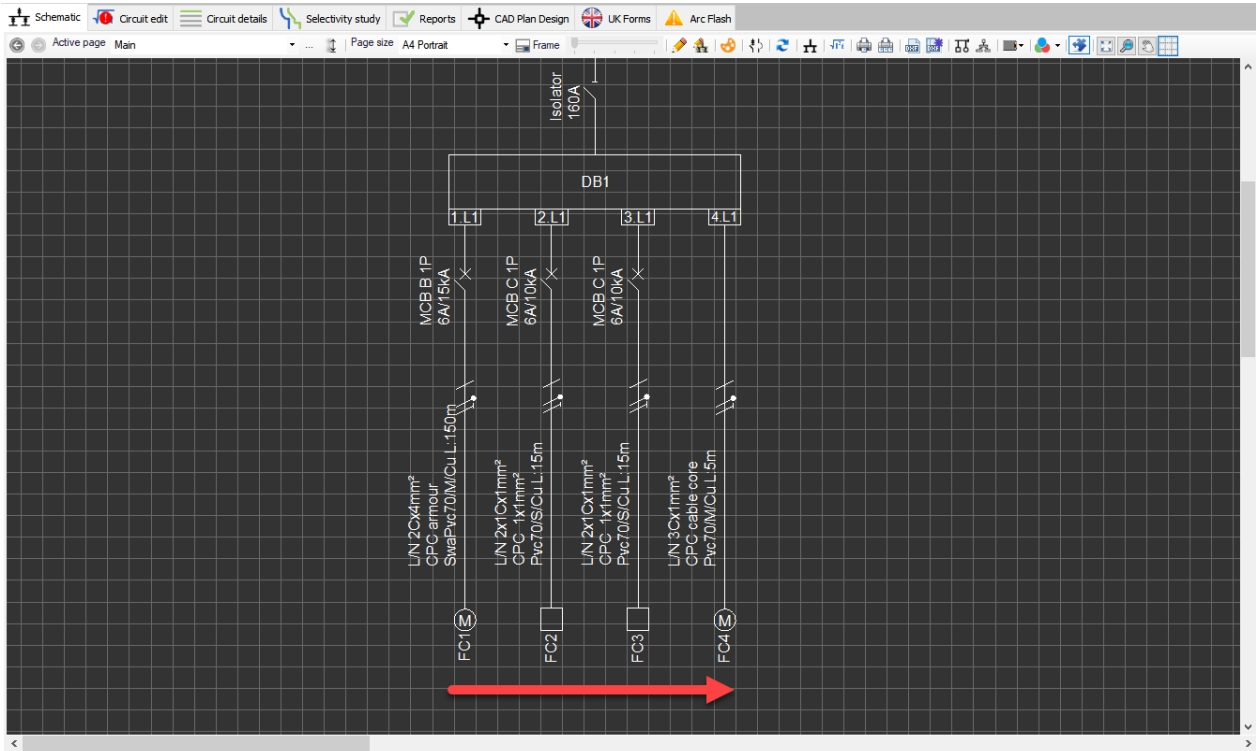 Schematic
Circuit edit
Circuit details
Selectivity study
Reports
CAD Plan Design
UK Forms
Arc Flash
Active page
Main
...
Page size
A4 Portrait
Frame
Isolator
160A
DB1
1.L1
2.L1
3.L1
4.L1
MCB B 1P
6A/15kA
MCB C 1P
6A/10kA
MCB C 1P
6A/10kA
L/N 2Cx4mm²
CPC armour
SwaPvc70/M/Cu L:150m
L/N 2x1Cx1mm²
CPC 1x1mm²
Pvc70/S/Cu L:15m
L/N 2x1Cx1mm²
CPC 1x1mm²
Pvc70/S/Cu L:15m
L/N 3Cx1mm²
CPC cable core
Pvc70/M/Cu L:5m
M
M
FC1
FC2
FC3
FC4